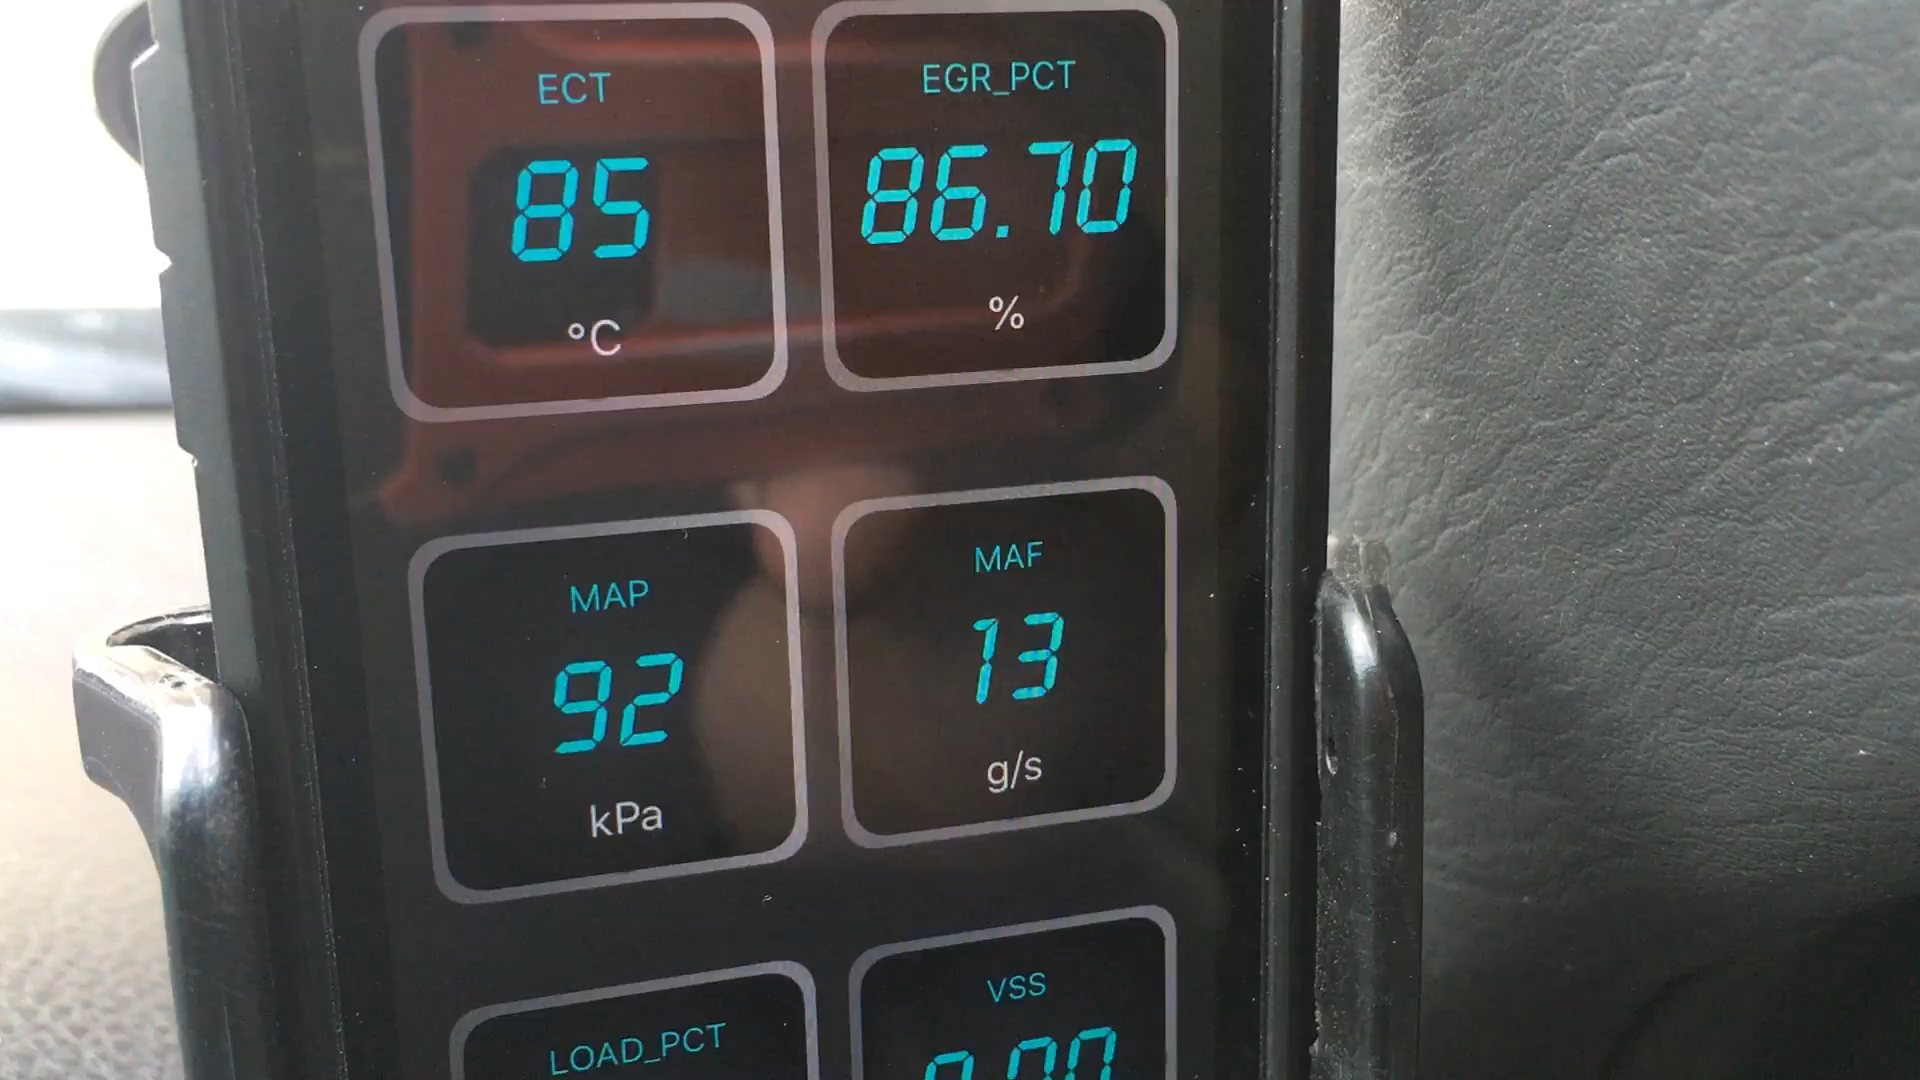 ECT
85
°C
EGR_PCT
86.70
%
MAP
92
kPa
MAF
13
g/s
LOAD_PCT
VSS